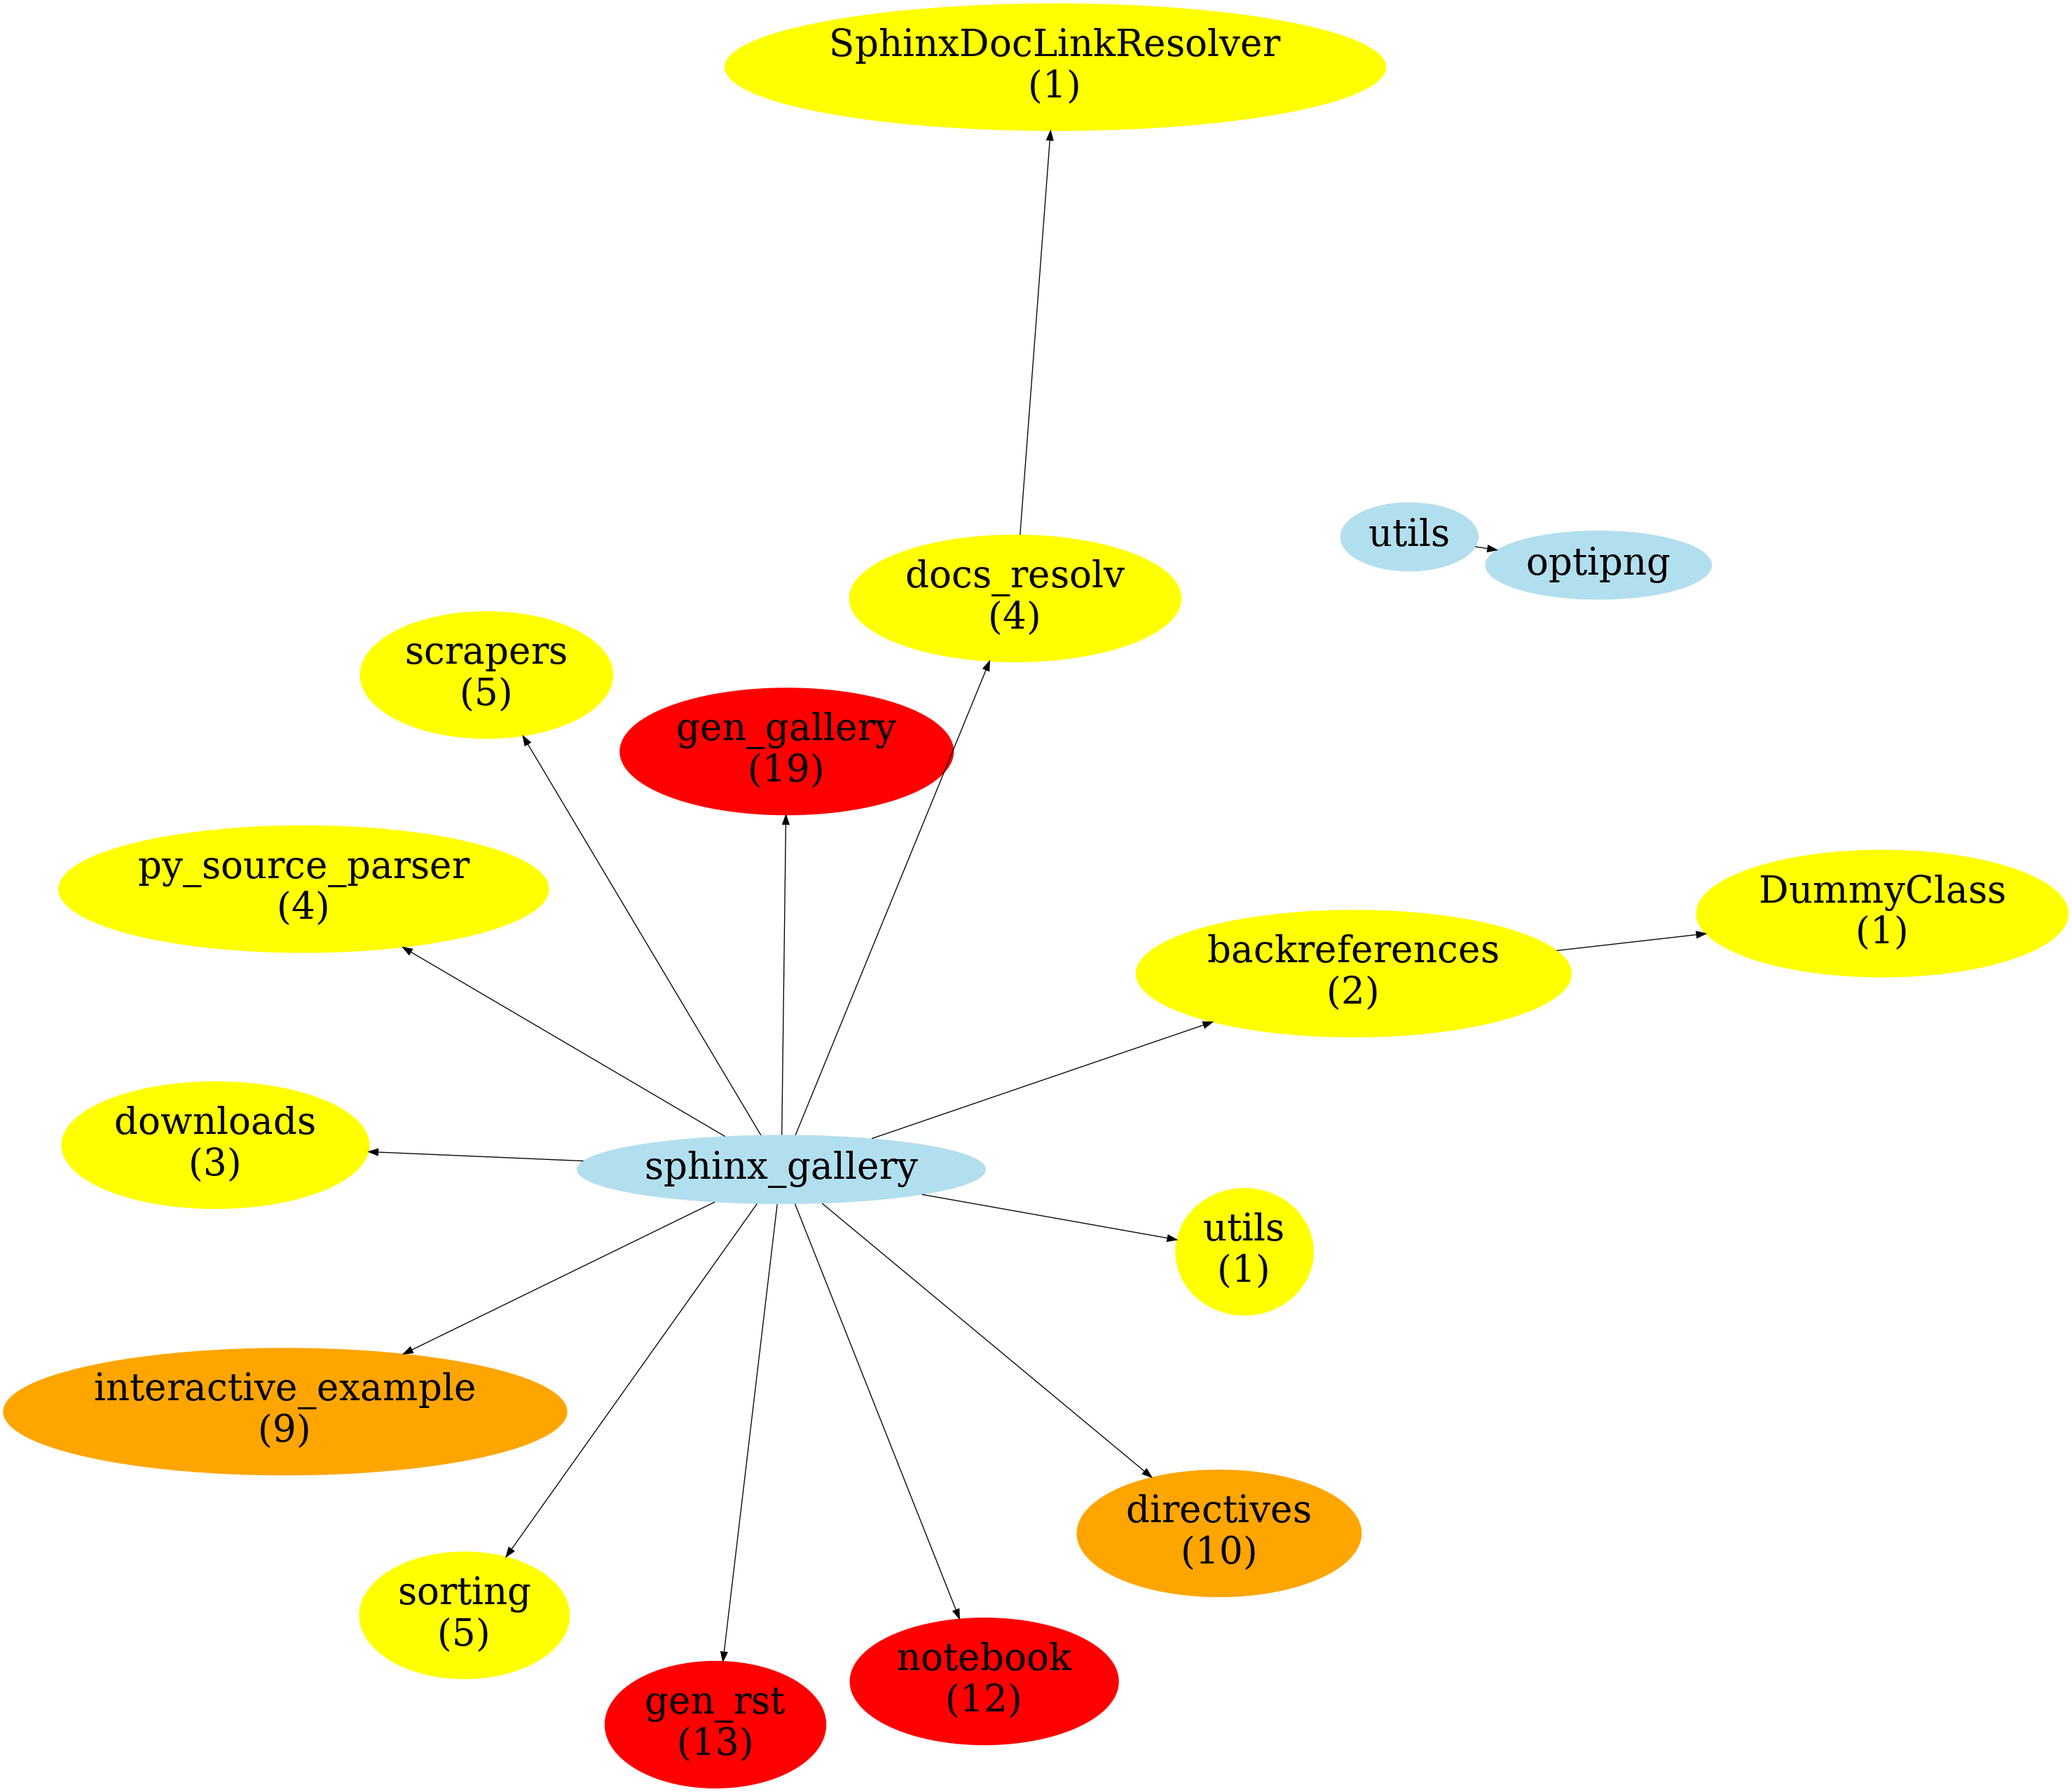 SphinxDocLinkResolver
(1)
utils
optipng
docs_resolv
(4)
scrapers
(5)
gen_gallery
(19)
py_source_parser
(4)
DummyClass
(1)
backreferences
(2)
downloads
(3)
sphinx_gallery
utils
(1)
interactive_example
(9)
directives
(10)
sorting
(5)
notebook
(12)
gen_rst
(13)